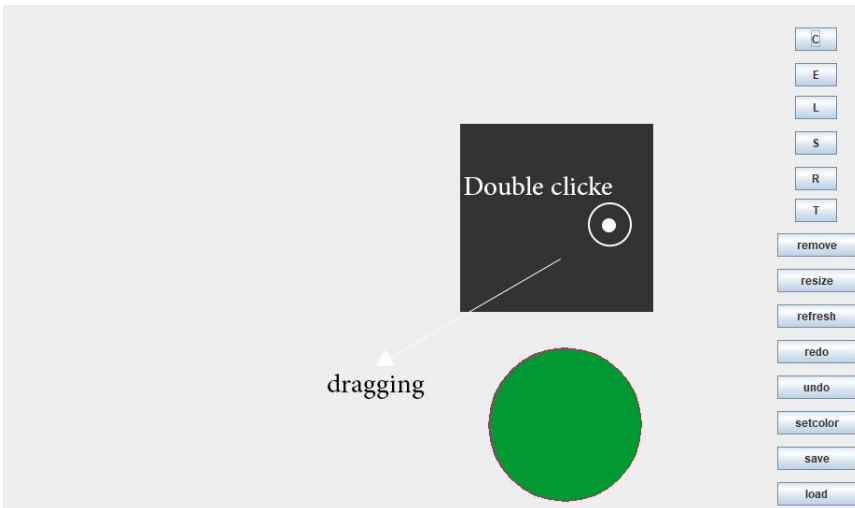 C
E
L
S
R
T
Double clicke
remove
resize
refresh
redo
dragging
undo
setcolor
save
load